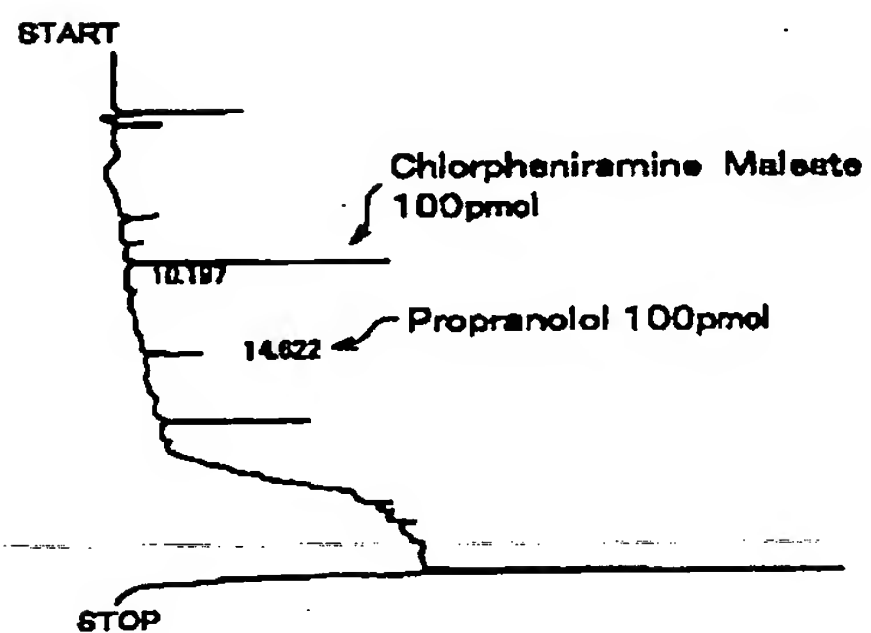 START
Chlorpheniramine Maleate
100pmol
10.197
Propranolol 100pmol
14.622
STOP